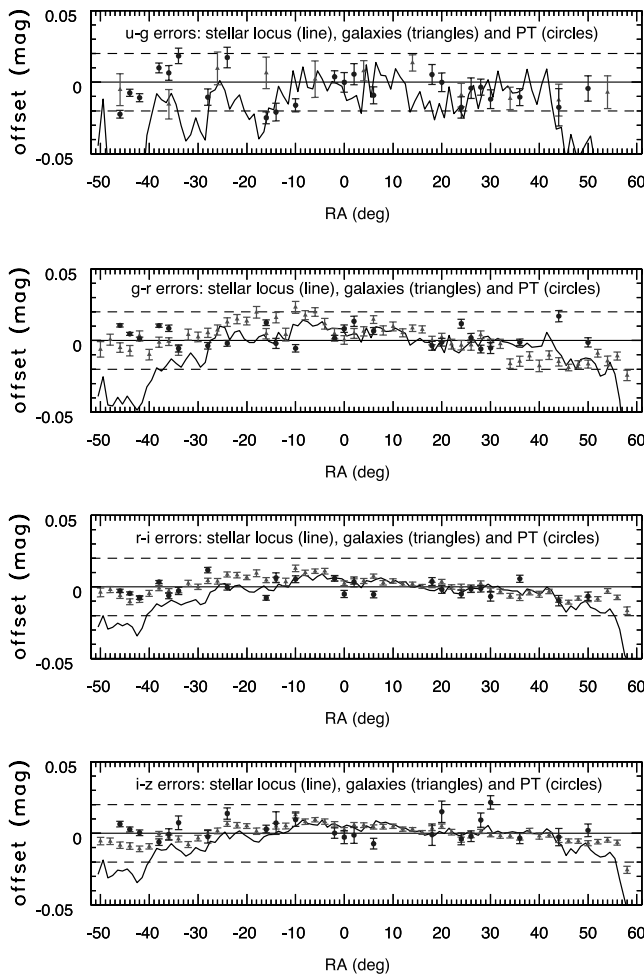 u-g errors: stellar locus (line), galaxies (triangles) and PT (circles)
0.05
0
-0.05
offset (mag)
-50 -40 -30 -20 -10 0 10 20 30 40 50 60
RA (deg)
g-r errors: stellar locus (line), galaxies (triangles) and PT (circles)
0.05
0
-0.05
offset (mag)
-50 -40 -30 -20 -10 0 10 20 30 40 50 60
RA (deg)
r-i errors: stellar locus (line), galaxies (triangles) and PT (circles)
0.05
0
-0.05
offset (mag)
-50 -40 -30 -20 -10 0 10 20 30 40 50 60
RA (deg)
i-z errors: stellar locus (line), galaxies (triangles) and PT (circles)
0.05
0
-0.05
offset (mag)
-50 -40 -30 -20 -10 0 10 20 30 40 50 60
RA (deg)